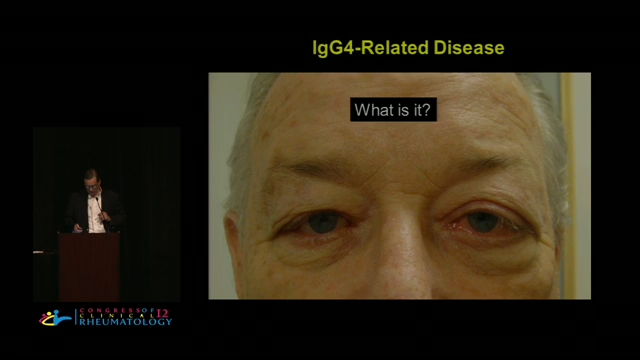 IgG4-Related Disease
What is it?
CONGRESS OF
CLINICAL 12
RHEUMATOLOGY